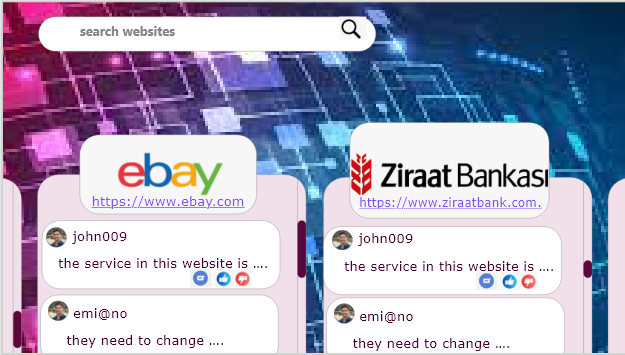 search websites
ebay
https://www.ebay.com
john009
the service in this website is ....
emi@no
they need to change ....
Ziraat Bankası
https://www.ziraatbank.com.
john009
the service in this website is ....
emi@no
they need to change ....